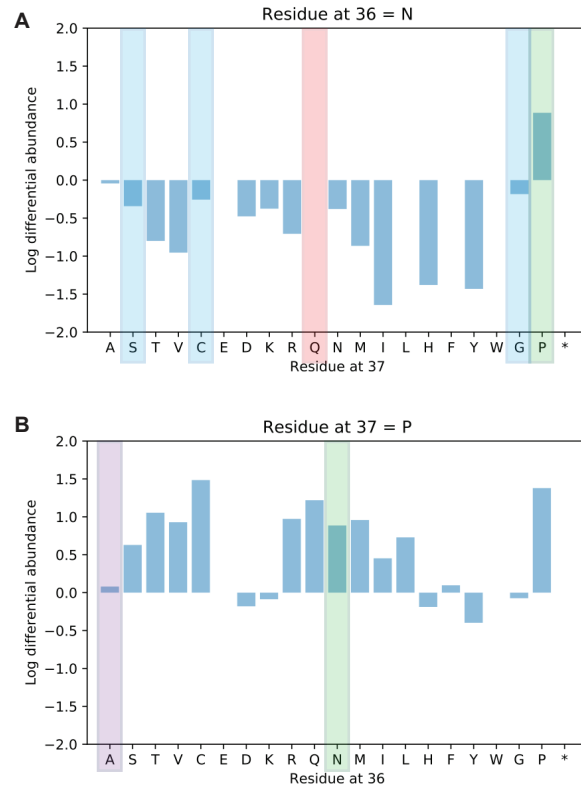 A
Residue at 36 = N
2.0
1.5
1.0
0.5
0.0
−0.5
−1.0
−1.5
−2.0
Log differential abundance
A S T V C E D K R Q N M I L H F Y W G P *
Residue at 37
B
Residue at 37 = P
2.0
1.5
1.0
0.5
0.0
−0.5
−1.0
−1.5
−2.0
Log differential abundance
A S T V C E D K R Q N M I L H F Y W G P *
Residue at 36